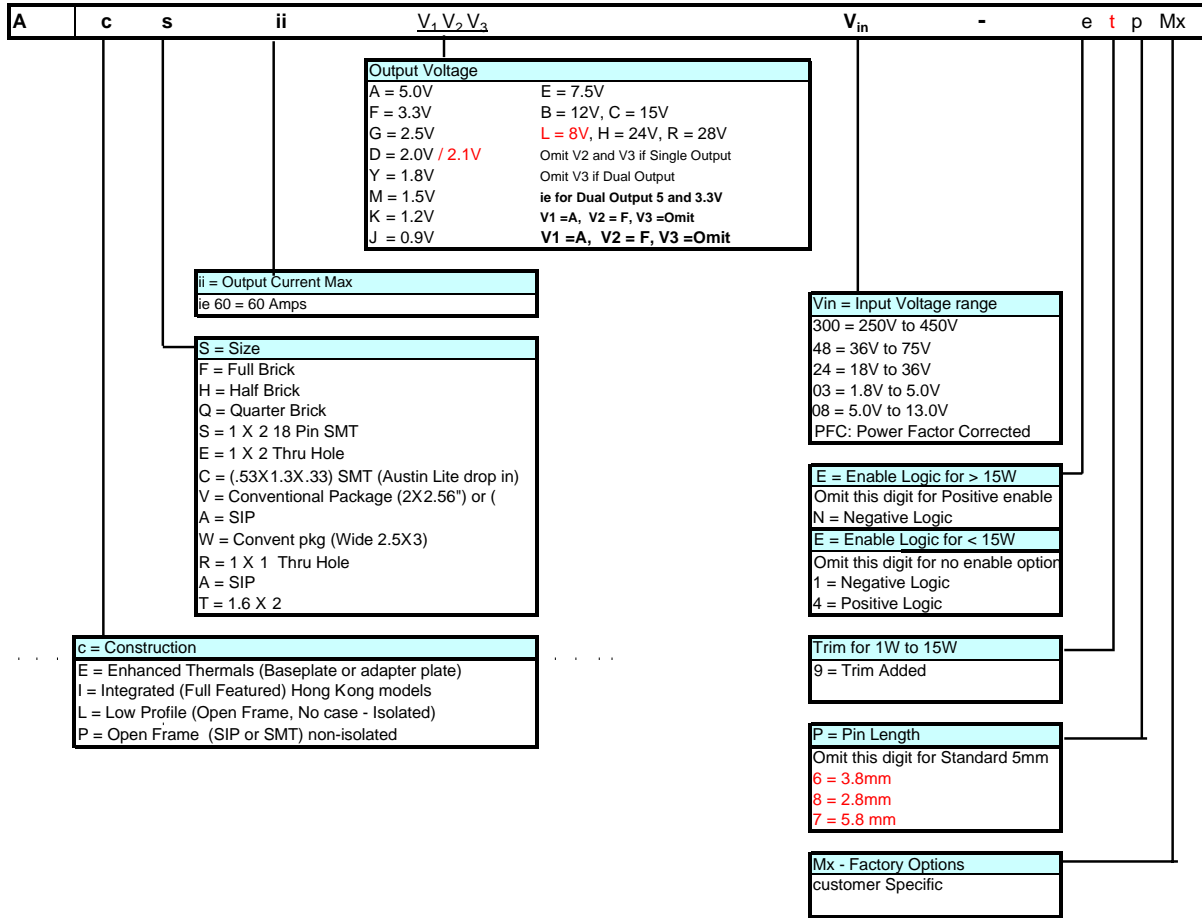 A c s ii V1 V2 V3 Vin - e t p Mx
Output Voltage
A = 5.0V E = 7.5V
F = 3.3V B = 12V, C = 15V
G = 2.5V L = 8V, H = 24V, R = 28V
D = 2.0V / 2.1V Omit V2 and V3 if Single Output
Y = 1.8V Omit V3 if Dual Output
M = 1.5V ie for Dual Output 5 and 3.3V
K = 1.2V V1 =A, V2 = F, V3 =Omit
J = 0.9V V1 =A, V2 = F, V3 =Omit
ii = Output Current Max
ie 60 = 60 Amps
Vin = Input Voltage range
300 = 250V to 450V
48 = 36V to 75V
24 = 18V to 36V
03 = 1.8V to 5.0V
08 = 5.0V to 13.0V
PFC: Power Factor Corrected
S = Size
F = Full Brick
H = Half Brick
Q = Quarter Brick
S = 1 X 2 18 Pin SMT
E = 1 X 2 Thru Hole
C = (.53X1.3X.33) SMT (Austin Lite drop in)
V = Conventional Package (2X2.56") or (
A = SIP
W = Convent pkg (Wide 2.5X3)
R = 1 X 1 Thru Hole
A = SIP
T = 1.6 X 2
E = Enable Logic for > 15W
Omit this digit for Positive enable
N = Negative Logic
E = Enable Logic for < 15W
Omit this digit for no enable option
1 = Negative Logic
4 = Positive Logic
c = Construction
E = Enhanced Thermals (Baseplate or adapter plate)
I = Integrated (Full Featured) Hong Kong models
L = Low Profile (Open Frame, No case - Isolated)
P = Open Frame (SIP or SMT) non-isolated
Trim for 1W to 15W
9 = Trim Added
P = Pin Length
Omit this digit for Standard 5mm
6 = 3.8mm
8 = 2.8mm
7 = 5.8 mm
Mx - Factory Options
customer Specific